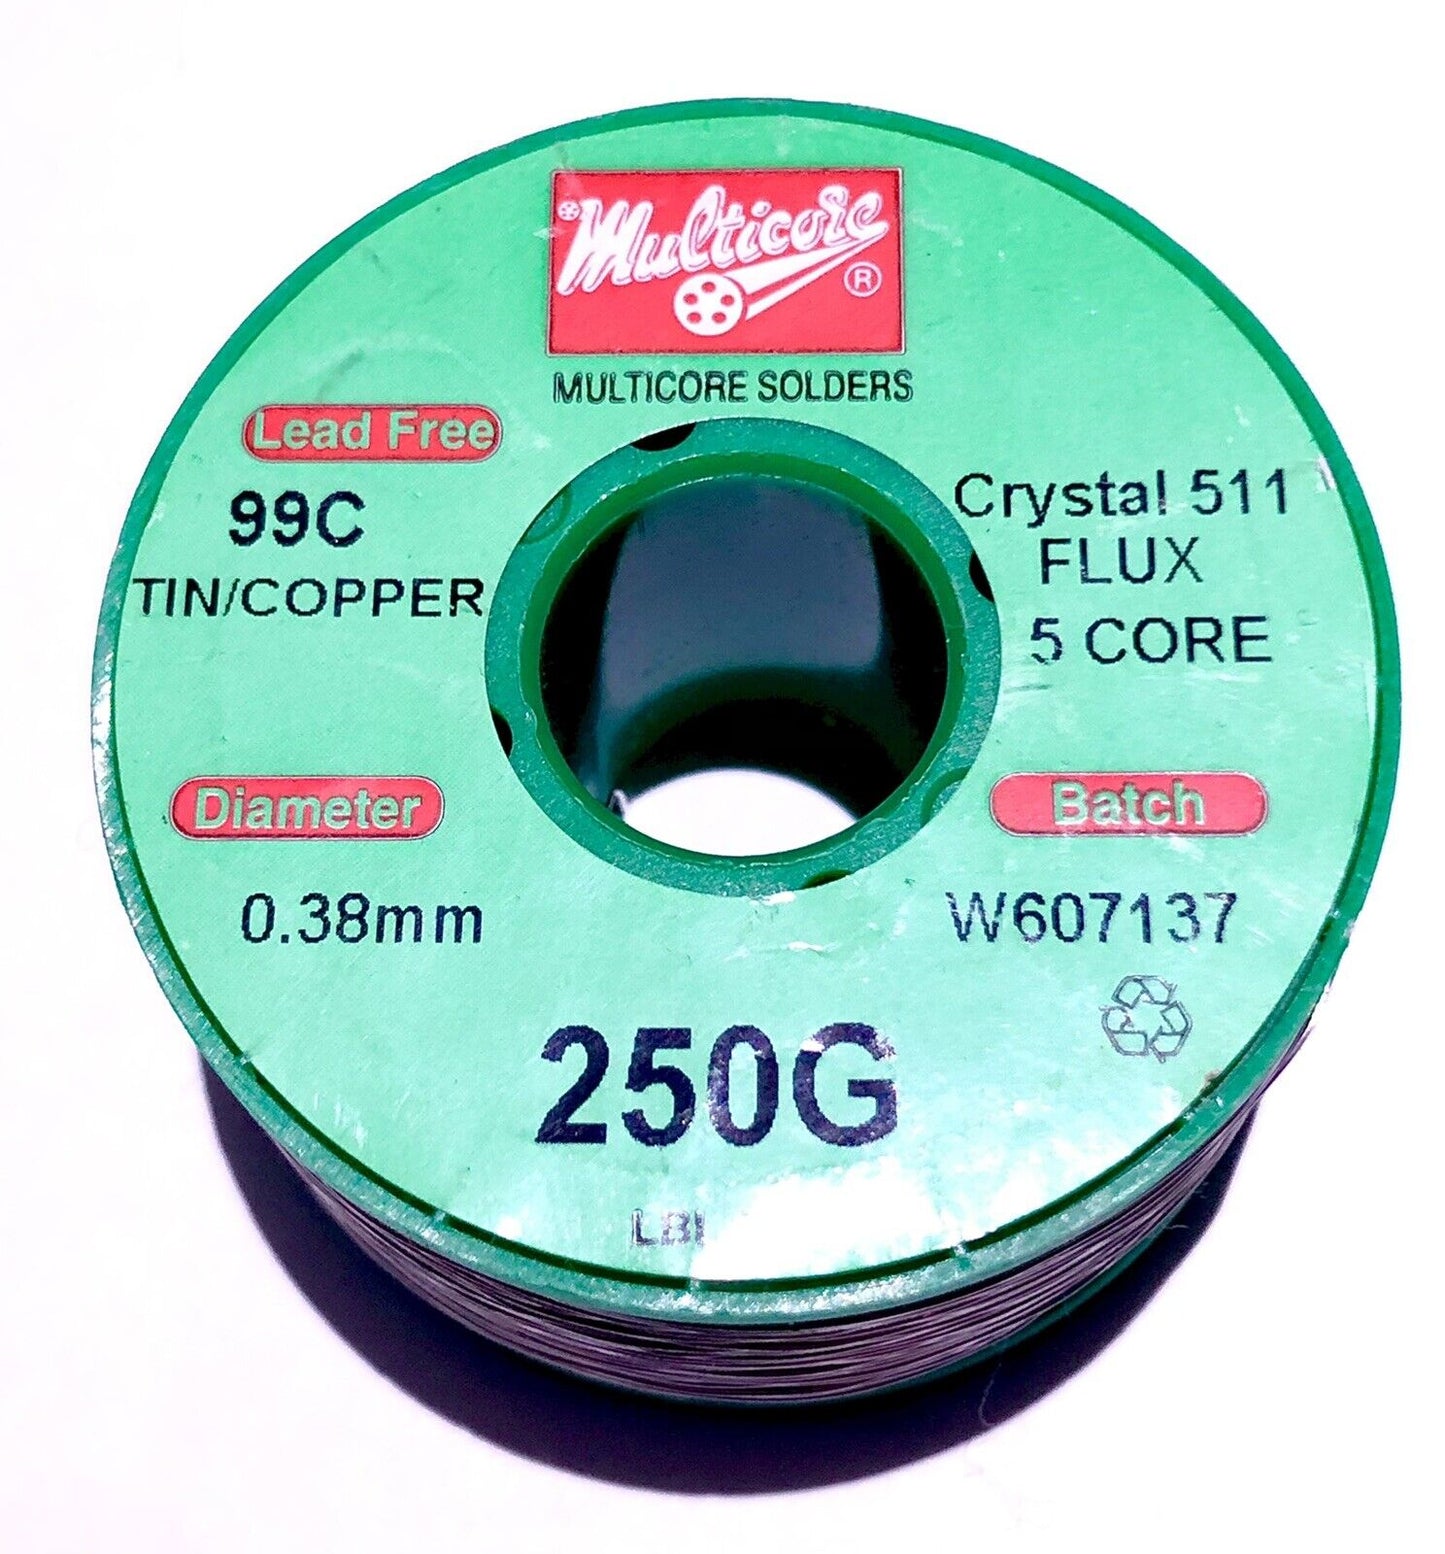 Multicore
®
MULTICORE SOLDERS
Lead Free
99C
TIN/COPPER
Crystal 511
FLUX
5 CORE
Diameter
0.38mm
Batch
W607137
250G